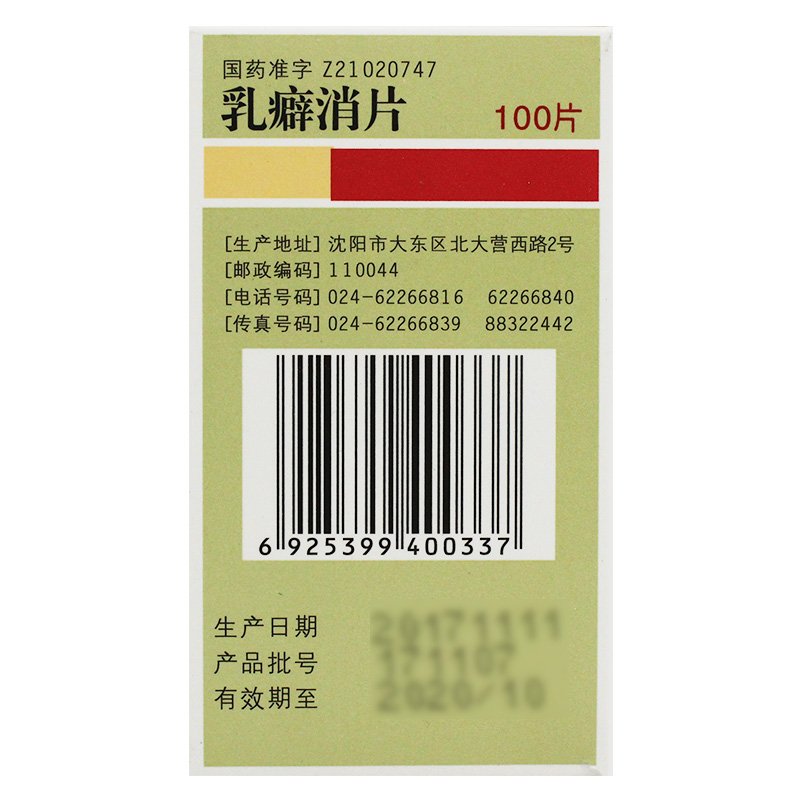 国药准字 Z21020747
乳癖消片 100片
[生产地址] 沈阳市大东区北大营西路2号
[邮政编码] 110044
[电话号码] 024-62266816 62266840
[传真号码] 024-62266839 88322442
6 925399 400337
生产日期
产品批号
有效期至